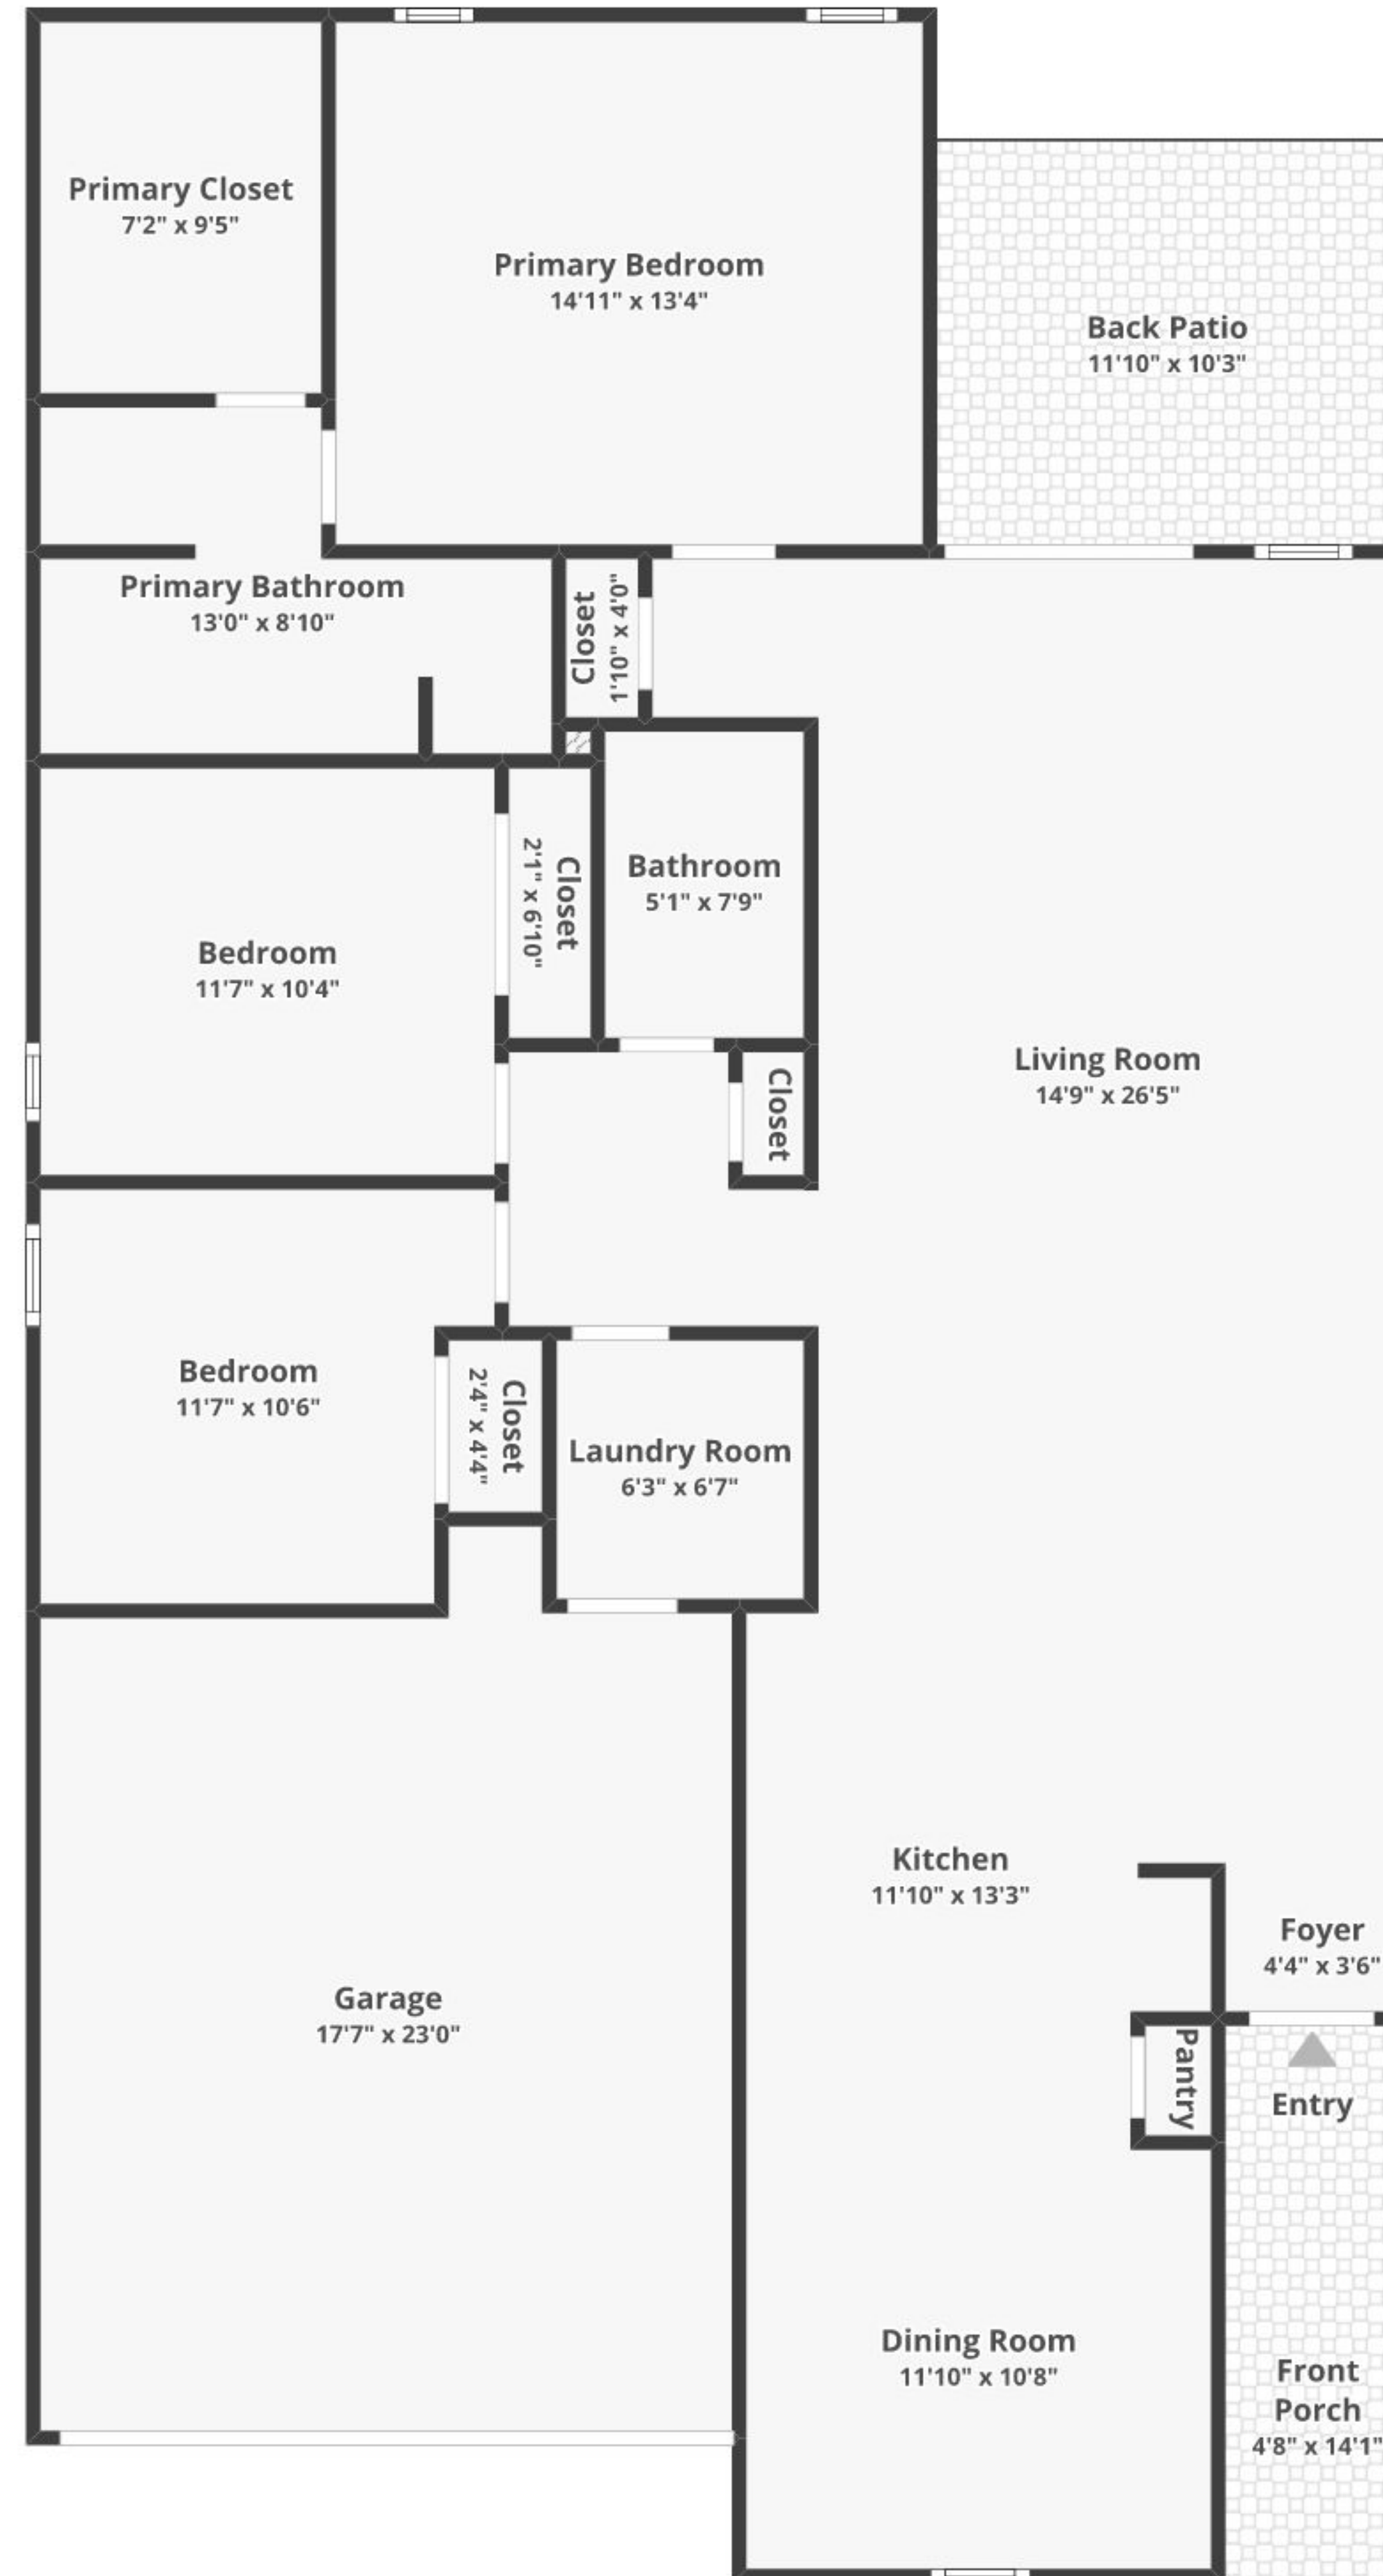 Primary Closet
7'2" x 9'5"
Primary Bedroom
14'11" x 13'4"
Back Patio
11'10" x 10'3"
Primary Bathroom
13'0" x 8'10"
Closet
1'10" x 4'0"
Closet
2'1" x 6'10"
Bathroom
5'1" x 7'9"
Bedroom
11'7" x 10'4"
Living Room
14'9" x 26'5"
Closet
Bedroom
11'7" x 10'6"
Closet
2'4" x 4'4"
Laundry Room
6'3" x 6'7"
Kitchen
11'10" x 13'3"
Foyer
4'4" x 3'6"
Garage
17'7" x 23'0"
Pantry
Entry
Dining Room
11'10" x 10'8"
Front
Porch
4'8" x 14'1"